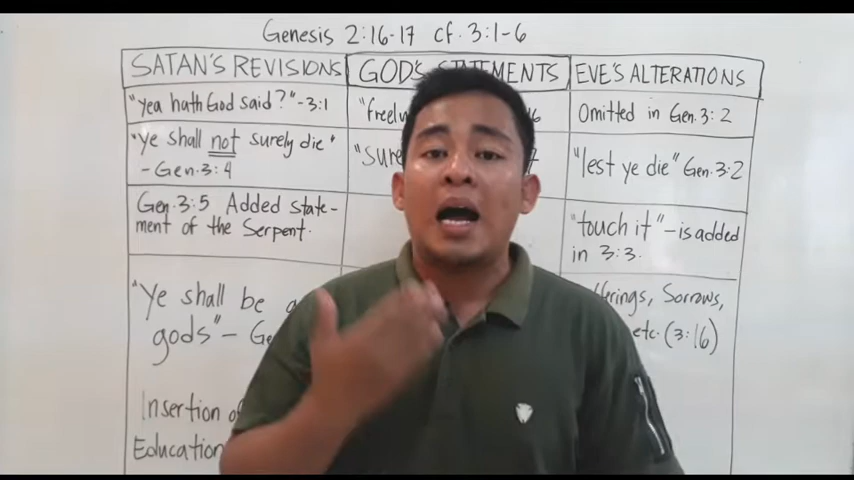 Genesis 2:16-17 cf. 3:1-6
SATAN'S REVISIONS
GOD'S STATEMENTS
EVE'S ALTERATIONS
"yea hath God said?"-3:1
Omitted in Gen. 3:2
"ye shall not surely die"
- Gen. 3:4
"lest ye die" Gen. 3:2
Gen. 3:5 Added state-
ment of the Serpent.
"touch it" - is added
in 3:3.
"Ye shall be
gods" -
Sorrows,
etc. (3:16)
Insertion
Education